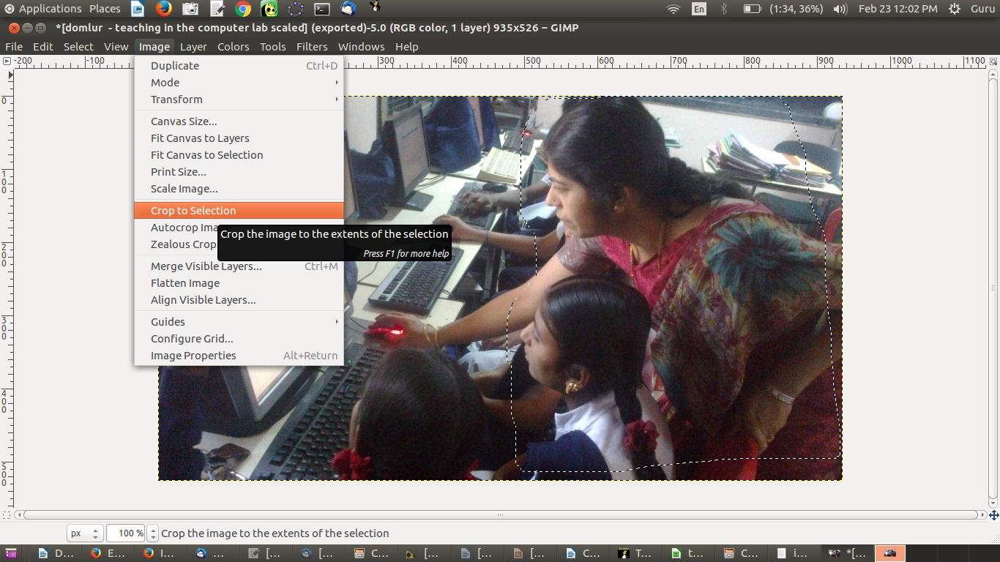 Applications Places En (1:34, 36%) Feb 23 12:02 PM Guru
*[domlur - teaching in the computer lab scaled] (exported)-5.0 (RGB color, 1 layer) 935x526 – GIMP
File Edit Select View Image Layer Colors Tools Filters Windows Help
-200 -100 300 400 500 600 700 800 900 1000 1100
Duplicate Ctrl+D
Mode
Transform
Canvas Size...
Fit Canvas to Layers
Fit Canvas to Selection
Print Size...
Scale Image...
Crop to Selection
Autocrop Ima
Zealous Crop
Crop the image to the extents of the selection
Press F1 for more help
Merge Visible Layers... Ctrl+M
Flatten Image
Align Visible Layers...
Guides
Configure Grid...
Image Properties Alt+Return
0
100
200
300
400
500
px 100 % Crop the image to the extents of the selection
D... E... I... ... [... [... C... [... [... [... C... T... t... C... i... *[...